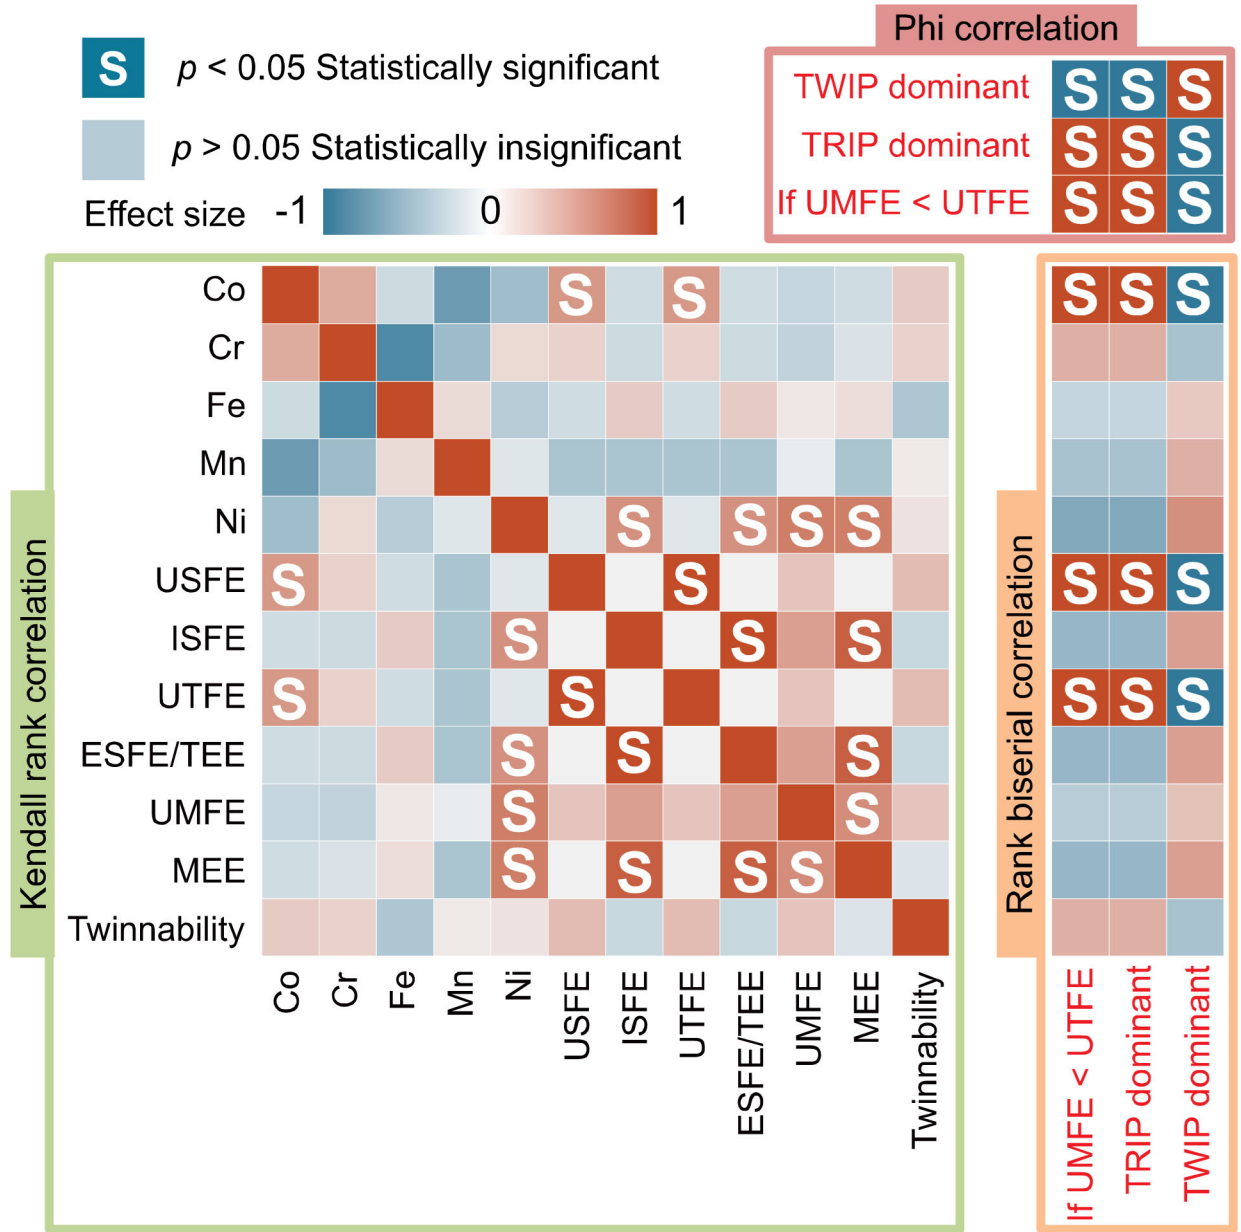 Phi correlation
S p < 0.05 Statistically significant
p > 0.05 Statistically insignificant
Effect size -1 0 1
TWIP dominant S S S
TRIP dominant S S S
If UMFE < UTFE S S S
Kendall rank correlation
Co S S
Cr
Fe
Mn
Ni S S S S
USFE S S
ISFE S S S
UTFE S S
ESFE/TEE S S S
UMFE S S
MEE S S S S
Twinnability
Co
Cr
Fe
Mn
Ni
USFE
ISFE
UTFE
ESFE/TEE
UMFE
MEE
Twinnability
Rank biserial correlation
S S S
S S S
S S S
If UMFE < UTFE
TRIP dominant
TWIP dominant